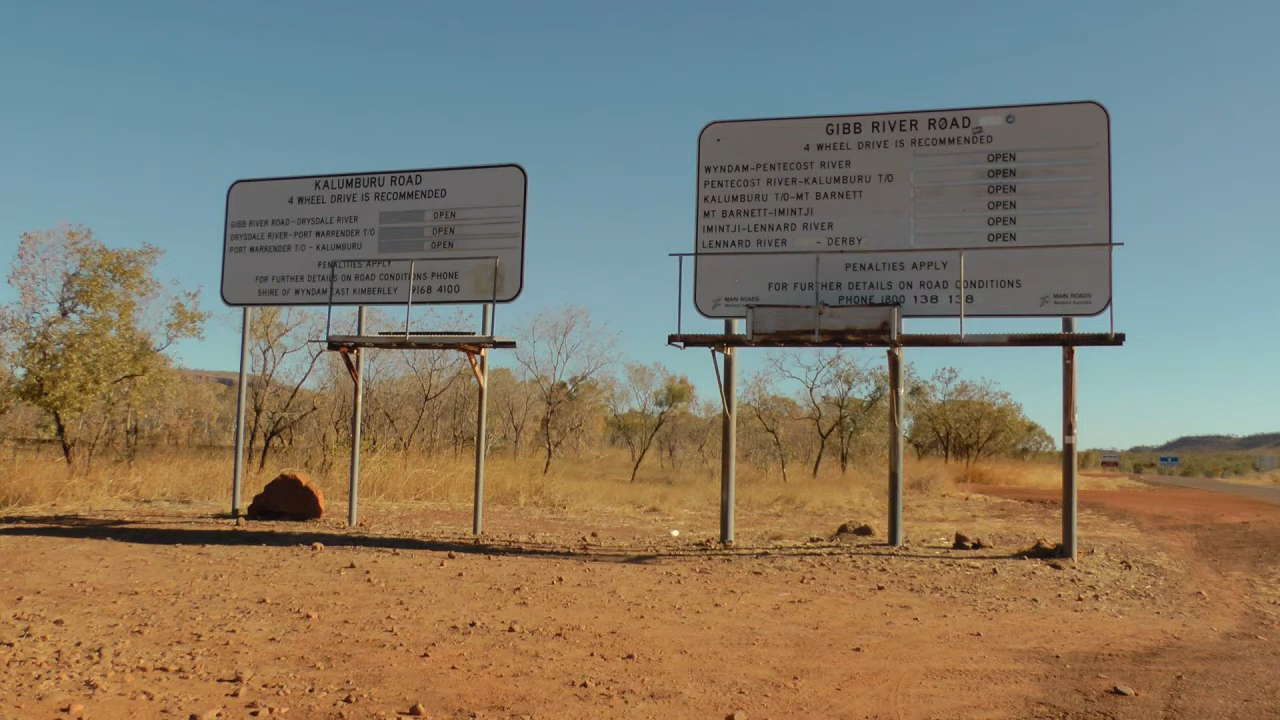 KALUMBURU ROAD
4 WHEEL DRIVE IS RECOMMENDED
GIBB RIVER ROAD-DRYSDALE RIVER OPEN
DRYSDALE RIVER-PORT WARRENDER T/O OPEN
PORT WARRENDER T/O - KALUMBURU OPEN
PENALTIES APPLY
FOR FURTHER DETAILS ON ROAD CONDITIONS PHONE
SHIRE OF WYNDAM EAST KIMBERLEY 9168 4100
GIBB RIVER ROAD
4 WHEEL DRIVE IS RECOMMENDED
WYNDAM-PENTECOST RIVER OPEN
PENTECOST RIVER-KALUMBURU T/O OPEN
KALUMBURU T/O-MT BARNETT OPEN
MT BARNETT-IMINTJI OPEN
IMINTJI-LENNARD RIVER OPEN
LENNARD RIVER - DERBY OPEN
PENALTIES APPLY
FOR FURTHER DETAILS ON ROAD CONDITIONS
PHONE 1800 138 138
MAIN ROADS
Western Australia
MAIN ROADS
Western Australia